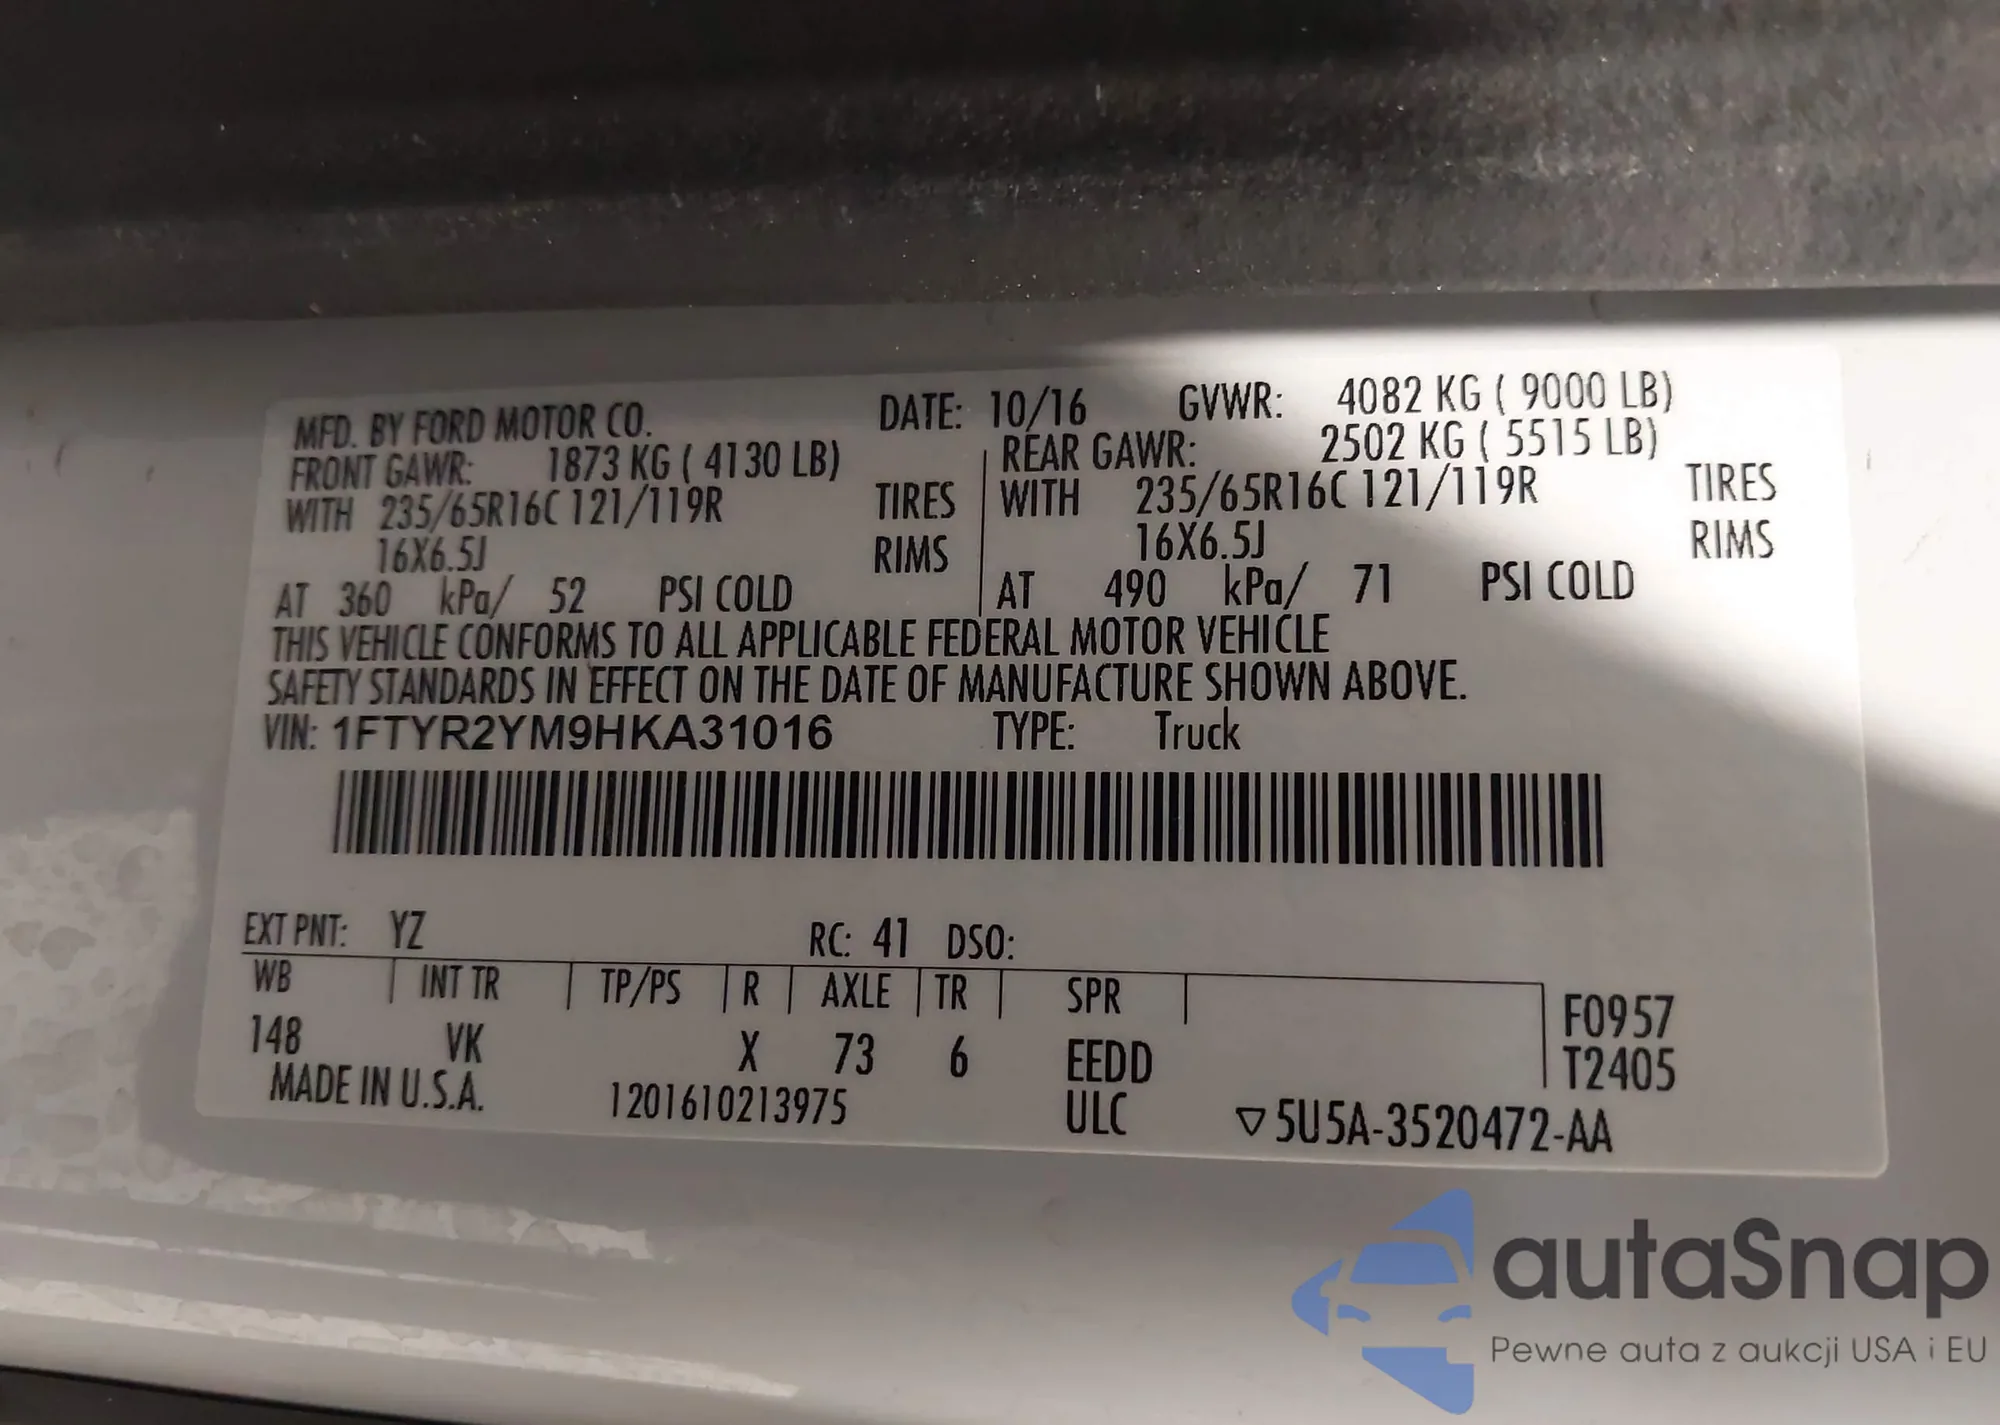 MFD. BY FORD MOTOR CO. DATE: 10/16 GVWR: 4082 KG ( 9000 LB)
FRONT GAWR: 1873 KG ( 4130 LB) REAR GAWR: 2502 KG ( 5515 LB)
WITH 235/65R16C 121/119R TIRES WITH 235/65R16C 121/119R TIRES
16X6.5J RIMS 16X6.5J RIMS
AT 360 kPa/ 52 PSI COLD AT 490 kPa/ 71 PSI COLD
THIS VEHICLE CONFORMS TO ALL APPLICABLE FEDERAL MOTOR VEHICLE
SAFETY STANDARDS IN EFFECT ON THE DATE OF MANUFACTURE SHOWN ABOVE.
VIN: 1FTYR2YM9HKA31016 TYPE: Truck
EXT PNT: YZ RC: 41 DSO:
WB INT TR TP/PS R AXLE TR SPR F0957
148 VK X 73 6 EEDD T2405
MADE IN U.S.A. 1201610213975 ULC ▽5U5A-3520472-AA
autaSnap
Pewne auta z aukcji USA i EU